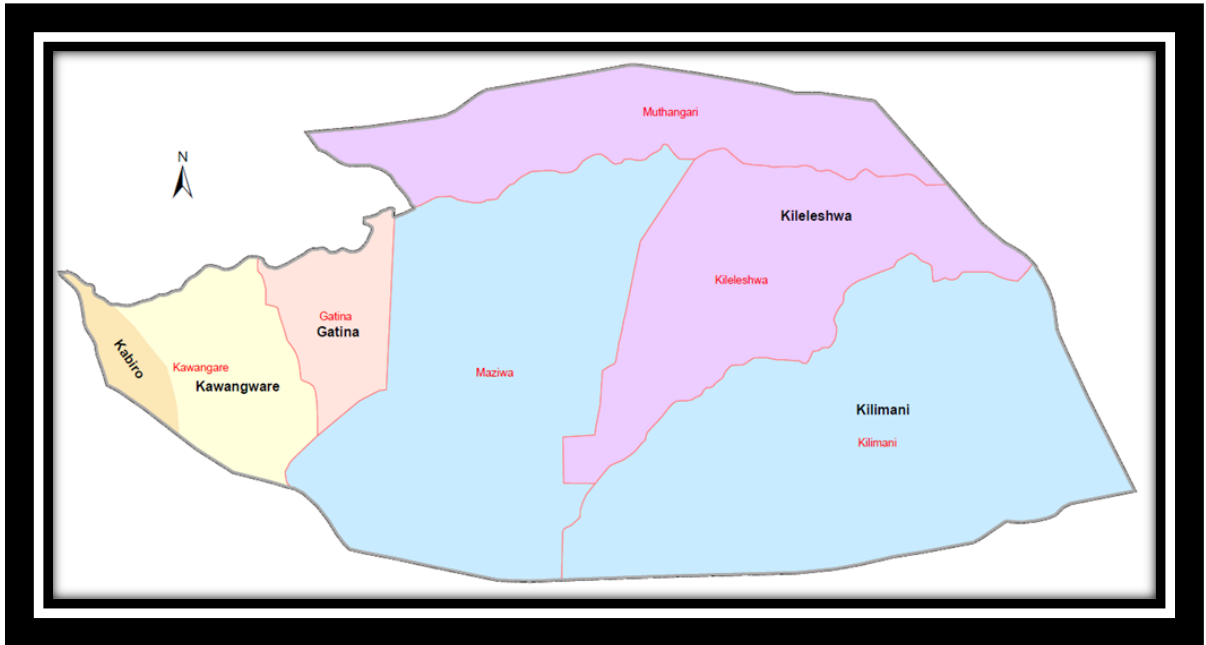 Muthangari
N
Kileleshwa
Kileleshwa
Gatina
Gatina
Kabiro
Kawangare
Kawangware
Maziwa
Kilimani
Kilimani